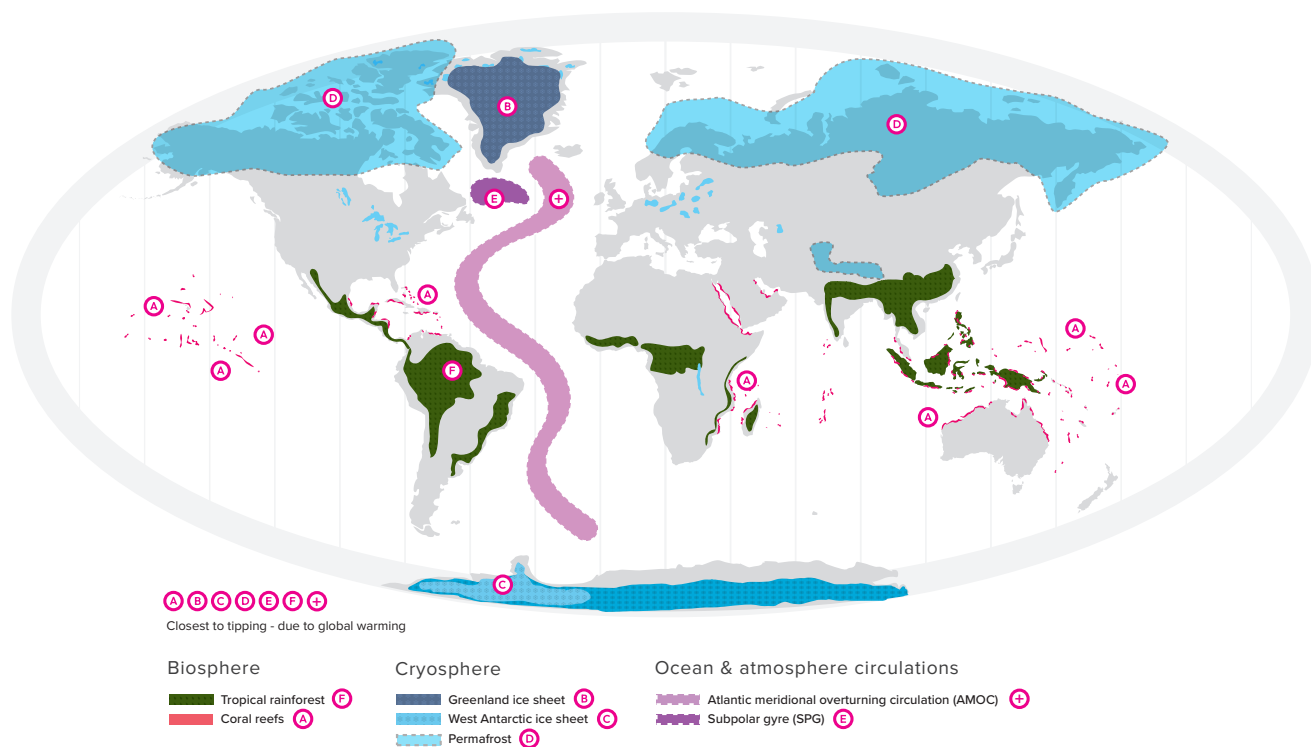 D
B
D
E
+
A
A
A
A
A
F
A
A
A
A
C
A B C D E F +
Closest to tipping - due to global warming
Biosphere
Cryosphere
Ocean & atmosphere circulations
Tropical rainforest F
Greenland ice sheet B
Atlantic meridional overturning circulation (AMOC) +
Coral reefs A
West Antarctic ice sheet C
Subpolar gyre (SPG) E
Permafrost D